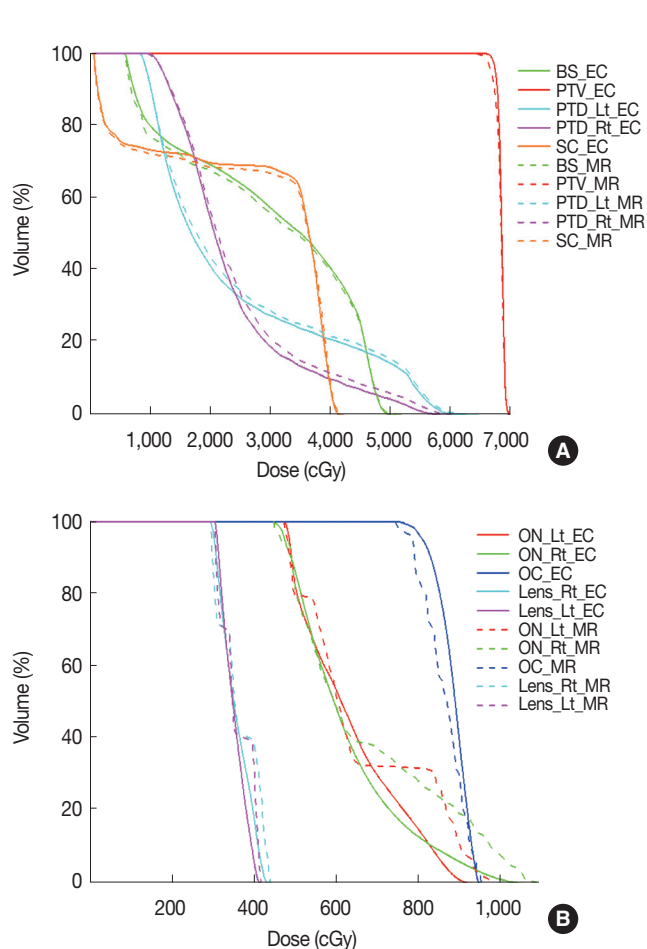 100
80
60
40
20
0
Volume (%)
1,000 2,000 3,000 4,000 5,000 6,000 7,000
Dose (cGy)
BS_EC
PTV_EC
PTD_Lt_EC
PTD_Rt_EC
SC_EC
BS_MR
PTV_MR
PTD_Lt_MR
PTD_Rt_MR
SC_MR
A
100
80
60
40
20
0
Volume (%)
200 400 600 800 1,000
Dose (cGy)
ON_Lt_EC
ON_Rt_EC
OC_EC
Lens_Rt_EC
Lens_Lt_EC
ON_Lt_MR
ON_Rt_MR
OC_MR
Lens_Rt_MR
Lens_Lt_MR
B